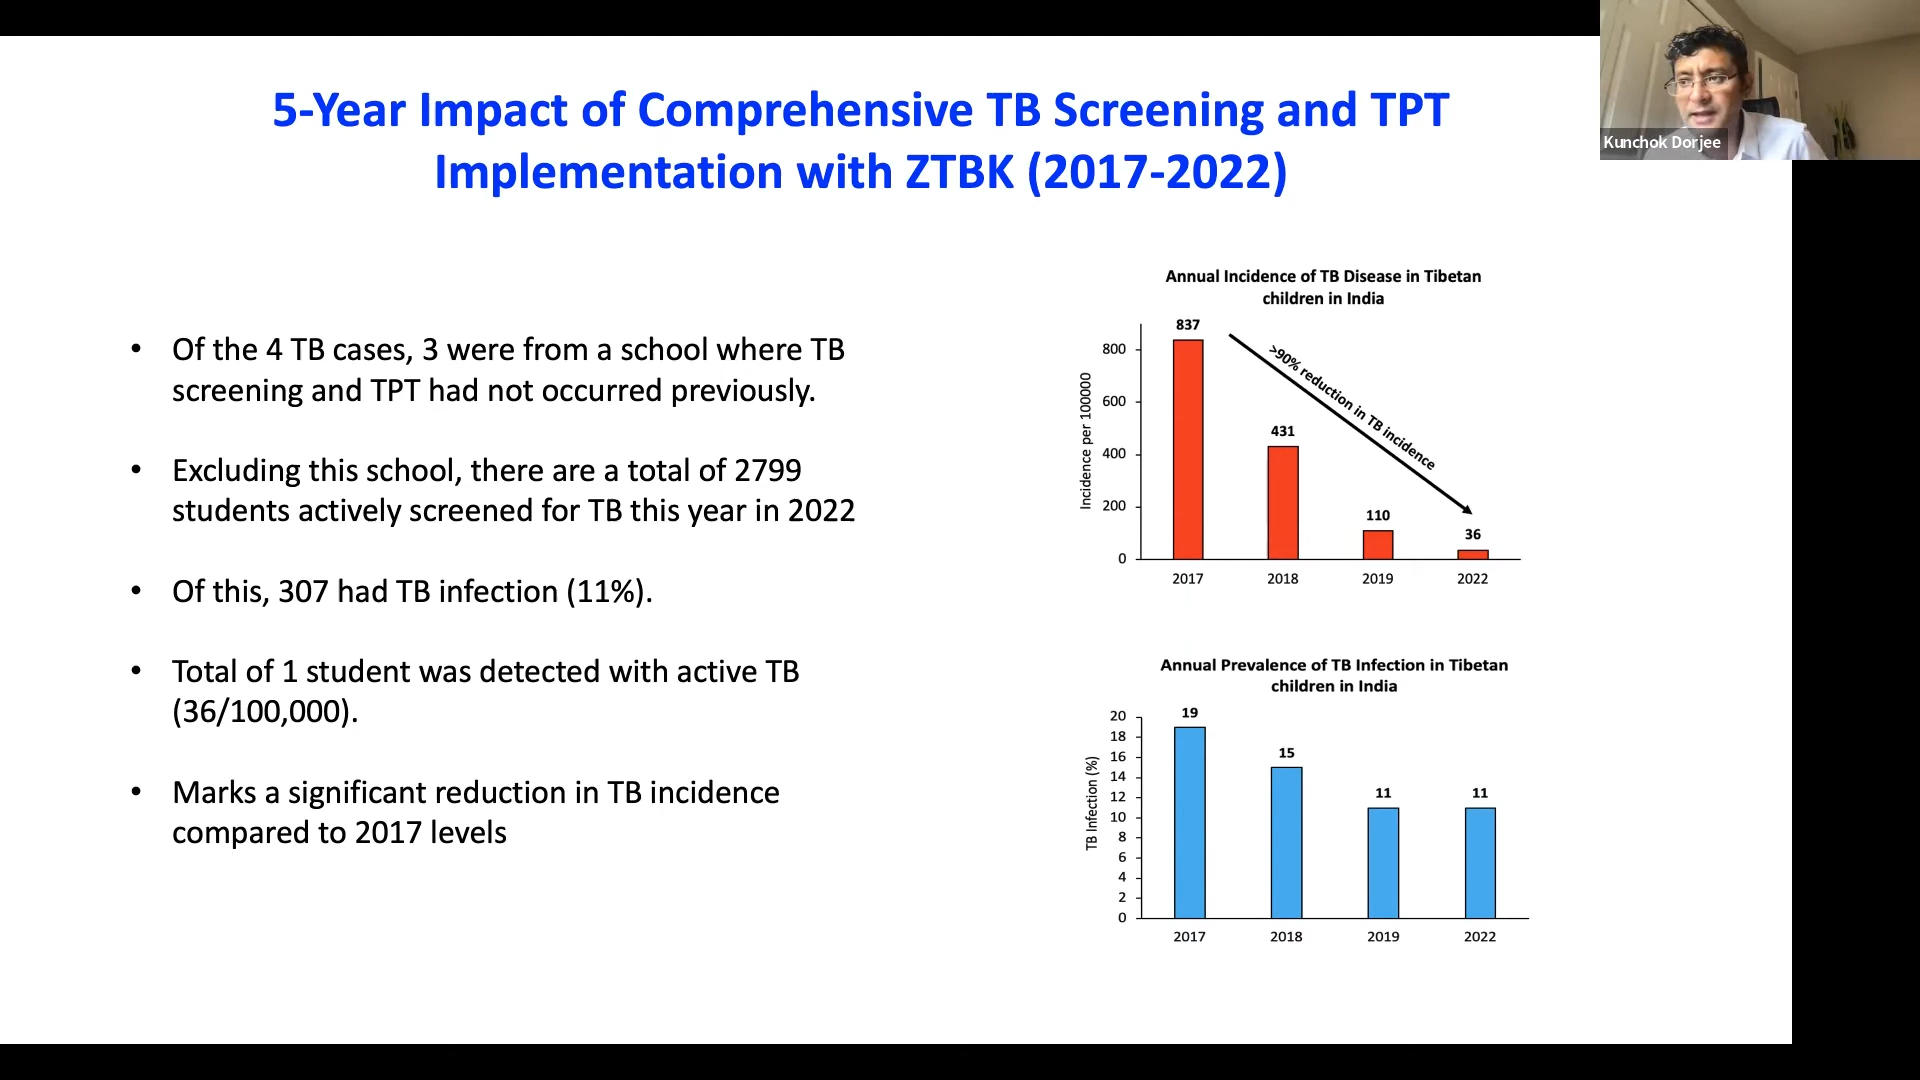 5-Year Impact of Comprehensive TB Screening and TPT
Implementation with ZTBK (2017-2022)
Kunchok Dorjee
• Of the 4 TB cases, 3 were from a school where TB
screening and TPT had not occurred previously.
• Excluding this school, there are a total of 2799
students actively screened for TB this year in 2022
• Of this, 307 had TB infection (11%).
• Total of 1 student was detected with active TB
(36/100,000).
• Marks a significant reduction in TB incidence
compared to 2017 levels
Annual Incidence of TB Disease in Tibetan
children in India
Incidence per 100000
800
600
400
200
0
837
431
110
36
>90% reduction in TB incidence
2017
2018
2019
2022
Annual Prevalence of TB Infection in Tibetan
children in India
TB Infection (%)
20
18
16
14
12
10
8
6
4
2
0
19
15
11
11
2017
2018
2019
2022